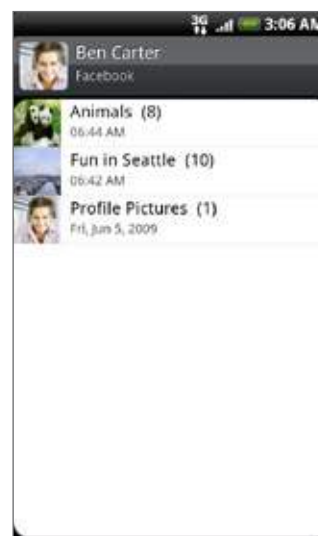 3G 3:06 AM
Ben Carter
Facebook
Animals (8)
06:44 AM
Fun in Seattle (10)
06:42 AM
Profile Pictures (1)
Fri, Jun 5, 2009